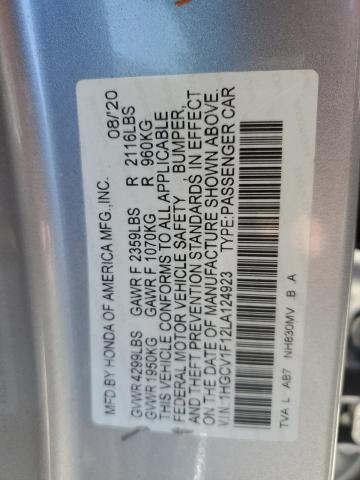 MFD BY HONDA OF AMERICA MFG.,INC. 08/'20
GVWR 4299LBS GAWR F 2359LBS R 2116LBS
GVWR 1950KG GAWR F 1070KG R 960KG
THIS VEHICLE CONFORMS TO ALL APPLICABLE
FEDERAL MOTOR VEHICLE SAFETY BUMPER,
AND THEFT PREVENTION STANDARDS IN EFFECT
ON THE DATE OF MANUFACTURE SHOWN ABOVE.
V.I.N.:1HGCV1F12LA124923 TYPE:PASSENGER CAR
TVA L AB7 NH830MV B A